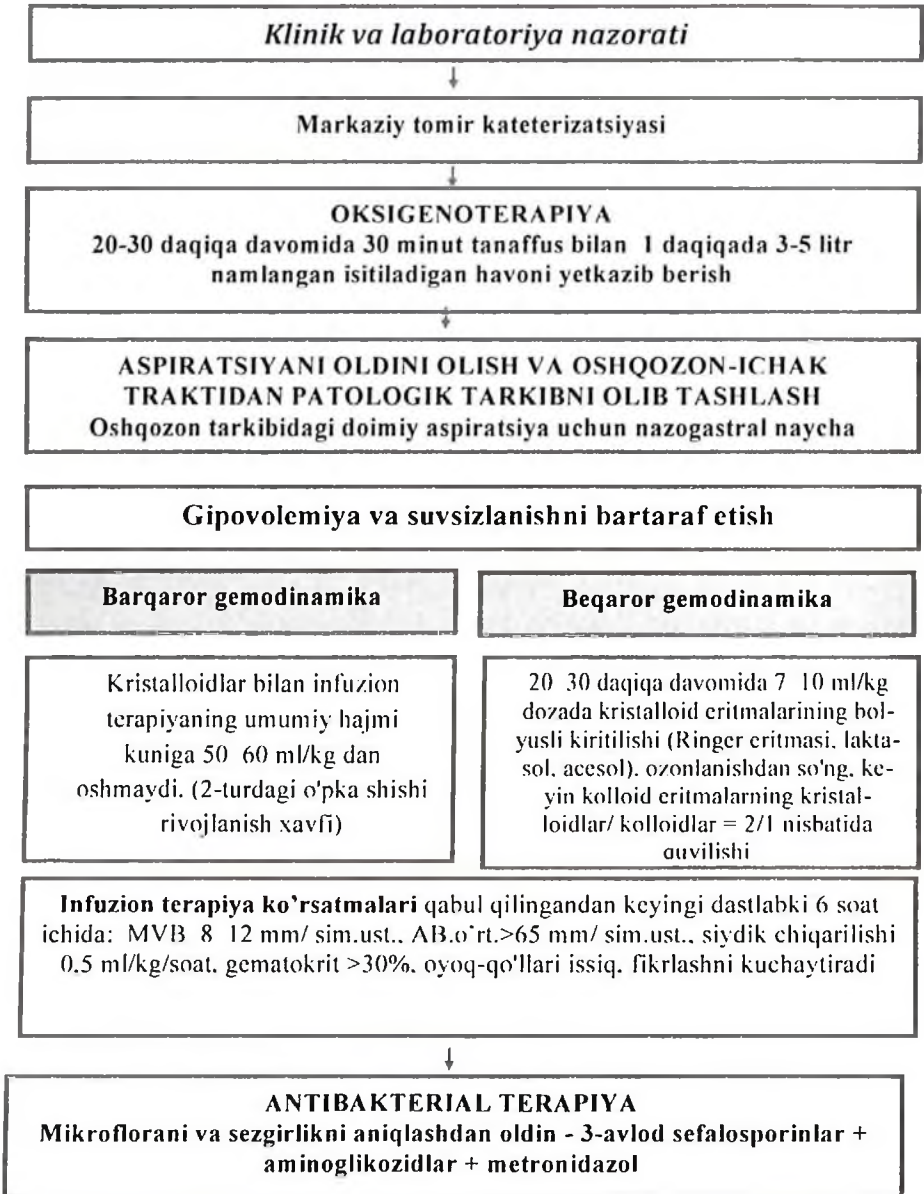 Klinik va laboratoriya nazorati
Markaziy tomir kateterizatsiyasi
OKSIGENOTERAPIYA
20-30 daqiqa davomida 30 minut tanaffus bilan 1 daqiqada 3-5 litr
namlangan isitiladigan havoni yetkazib berish
ASPIRATSIYANI OLDINI OLISH VA OSHQOZON-ICHAK
TRAKTIDAN PATOLOGIK TARKIBNI OLIB TASHLASH
Oshqozon tarkibidagi doimiy aspiratsiya uchun nazogastral naycha
Gipovolemiya va suvsizlanishni bartaraf etish
Barqaror gemodinamika
Kristalloidlar bilan infuzion
terapiyaning umumiy hajmi
kuniga 50 60 ml/kg dan
oshmaydi. (2-turdagi o'pka shishi
rivojlanish xavfi)
Beqaror gemodinamika
20 30 daqiqa davomida 7 10 ml/kg
dozada kristalloid eritmalarining bol-
yusli kiritilishi (Ringer eritmasi, lakta-
sol, acesol). ozonlanishdan so'ng, ke-
yin kolloid eritmalarning kristal-
loidlar/ kolloidlar = 2/1 nisbatida
quyilishi
Infuzion terapiya ko'rsatmalari qabul qilingandan keyingi dastlabki 6 soat
ichida: MVB 8 12 mm/ sim.ust., AB.o'rt.>65 mm/ sim.ust., siydik chiqarilishi
0.5 ml/kg/soat, gematokrit >30%, oyoq-qo'llari issiq, fikrlashni kuchaytiradi
ANTIBAKTERIAL TERAPIYA
Mikroflorani va sezgirlikni aniqlashdan oldin - 3-avlod sefalosporinlar +
aminoglikozidlar + metronidazol